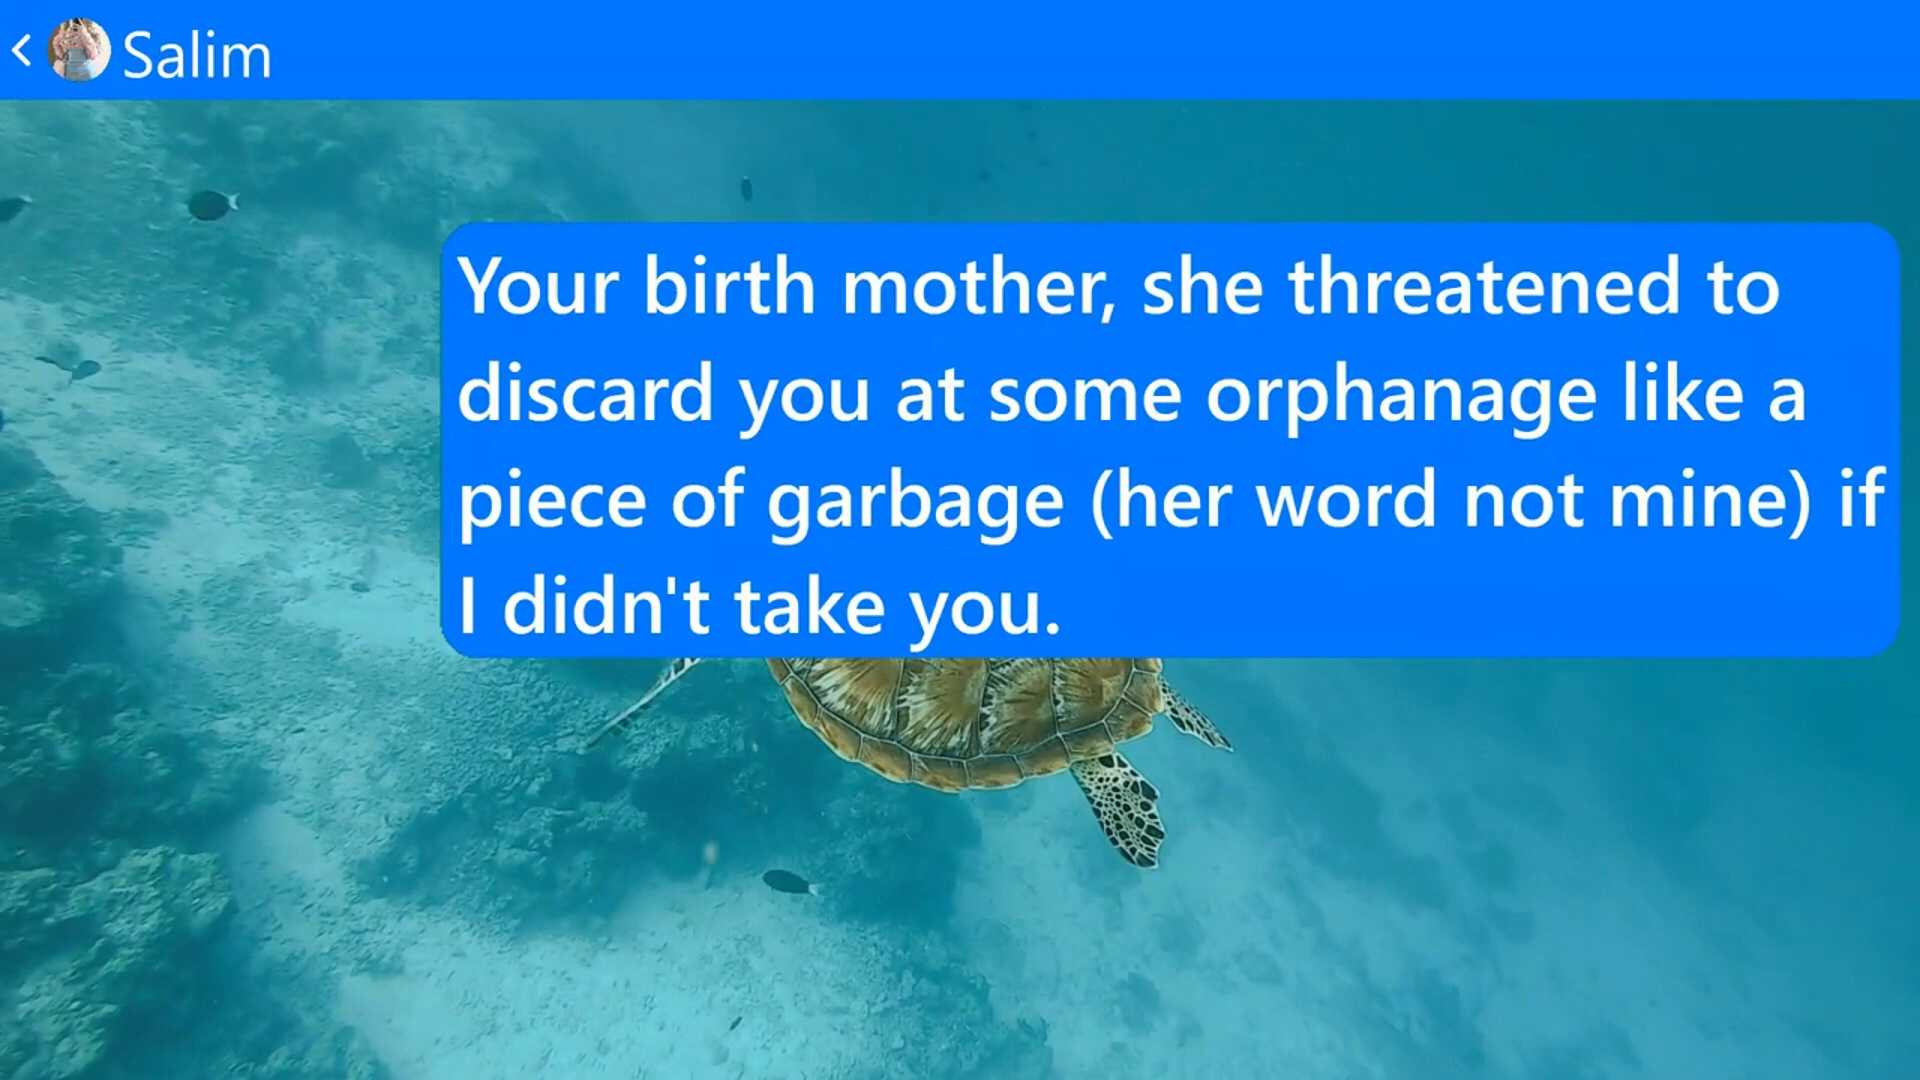 Salim
Your birth mother, she threatened to
discard you at some orphanage like a
piece of garbage (her word not mine) if
I didn't take you.